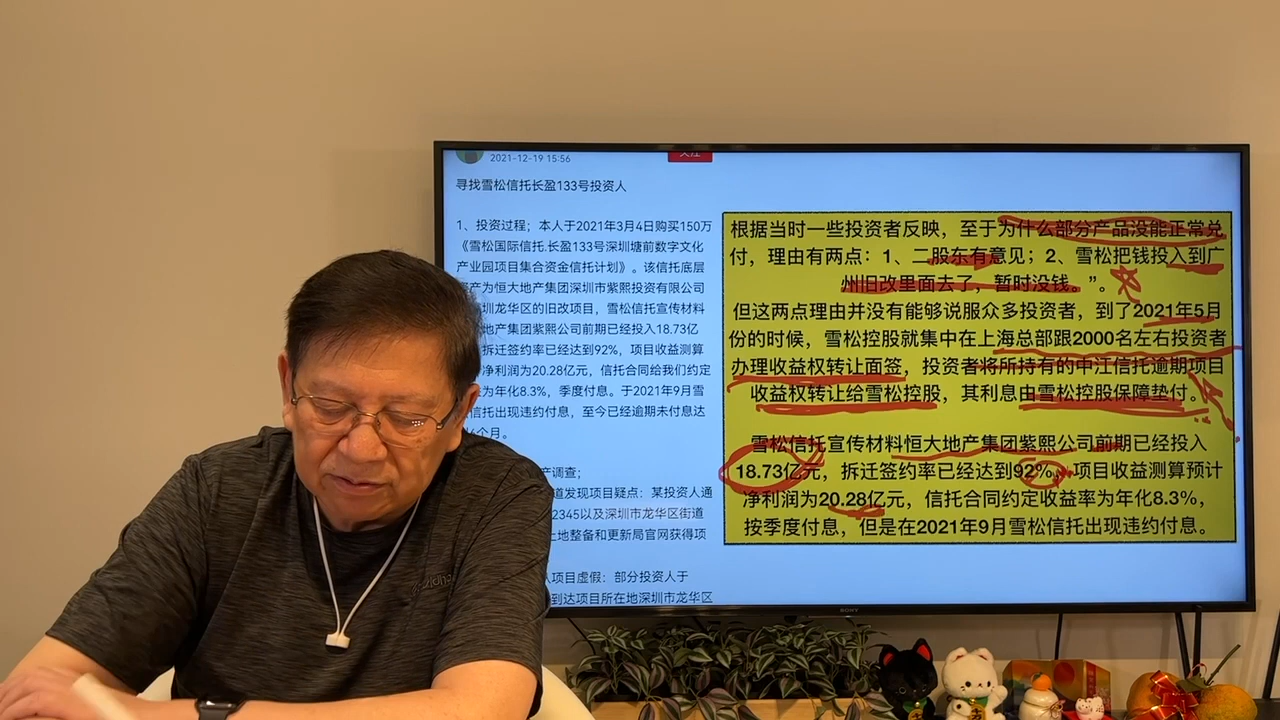 2021-12-19 15:56
寻找雪松信托长盈133号投资人
1、投资过程；本人于2021年3月4日购买150万
《雪松国际信托.长盈133号深圳塘前数字文化
产业园项目集合资金信托计划》。该信托底层
产为恒大地产集团深圳市紫熙投资有限公司
圳龙华区的旧改项目，雪松信托宣传材料
地产集团紫熙公司前期已经投入18.73亿
拆迁签约率已经达到92%，项目收益测算
净利润为20.28亿元，信托合同给我们约定
为年化8.3%，季度付息。于2021年9月雪
信托出现违约付息，至今已经逾期未付息达
个月。
产调查；
道发现项目疑点：某投资人通
2345以及深圳市龙华区街道
土地整备和更新局官网获得项
人项目虚假：部分投资人于
到达项目所在地深圳市龙华区
根据当时一些投资者反映，至于为什么部分产品没能正常兑
付，理由有两点：1、二股东有意见；2、雪松把钱投入到广
州旧改里面去了，暂时没钱。”。
但这两点理由并没有能够说服众多投资者，到了2021年5月
份的时候，雪松控股就集中在上海总部跟2000名左右投资者
办理收益权转让面签，投资者将所持有的中江信托逾期项目
收益权转让给雪松控股，其利息由雪松控股保障垫付。
雪松信托宣传材料恒大地产集团紫熙公司前期已经投入
18.73亿元，拆迁签约率已经达到92%，项目收益测算预计
净利润为20.28亿元，信托合同约定收益率为年化8.3%，
按季度付息，但是在2021年9月雪松信托出现违约付息。
SONY